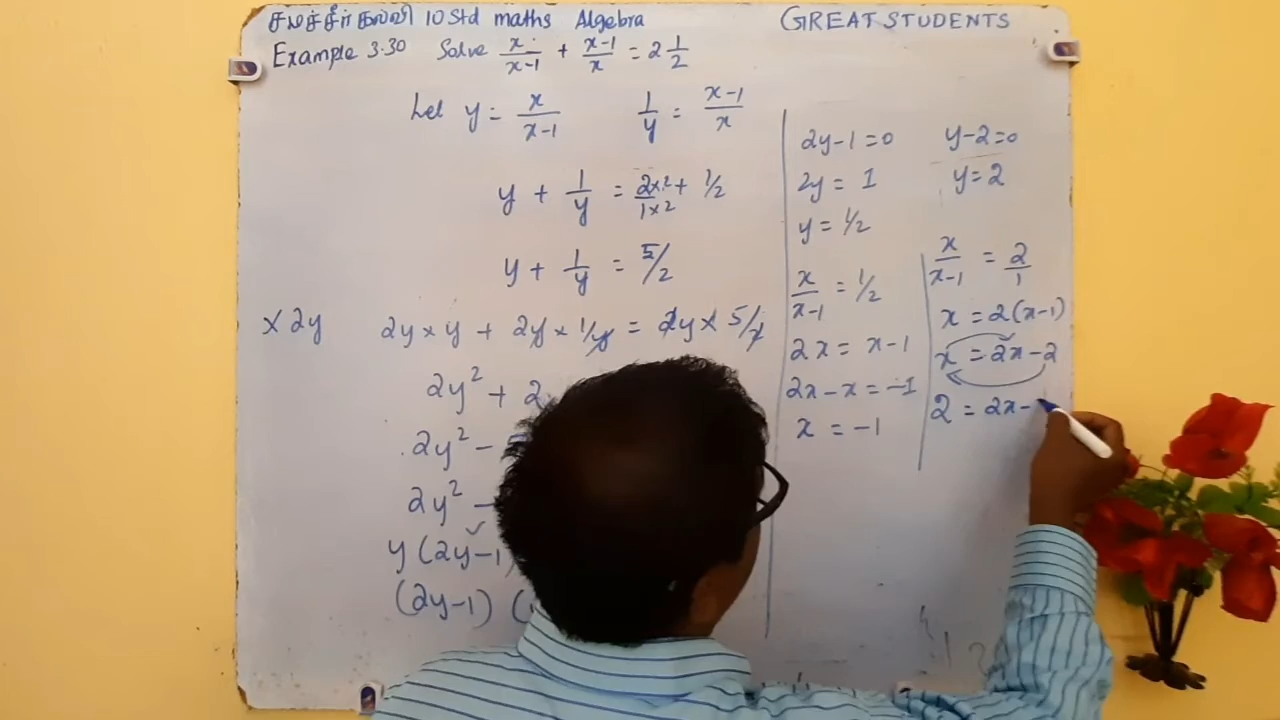 சமச்சீர் கல்வி 10 Std maths Algebra GREAT STUDENTS
Example 3.30 Solve x/(x-1) + (x-1)/x = 2 1/2
Let y = x/(x-1) 1/y = (x-1)/x
y + 1/y = (2×2)/(1×2) + 1/2
y + 1/y = 5/2
×2y 2y×y + 2y×1/y = 2y×5/2
2y² + 2
2y² -
2y² -
y(2y-1
(2y-1) (
2y-1=0 y-2=0
2y = 1 y=2
y = 1/2
x/(x-1) = 1/2
2x = x-1
2x-x = -1
x = -1
x/(x-1) = 2/1
x = 2(x-1)
x = 2x-2
2 = 2x-